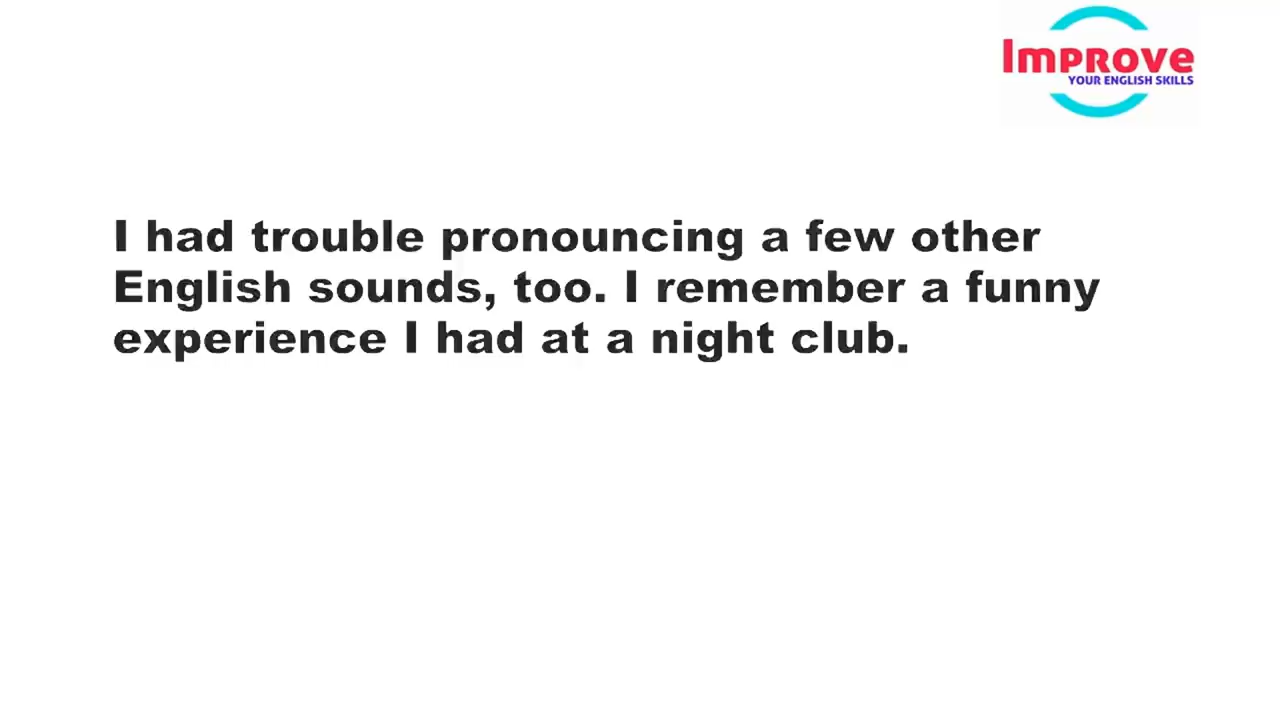 Improve
YOUR ENGLISH SKILLS
I had trouble pronouncing a few other
English sounds, too. I remember a funny
experience I had at a night club.